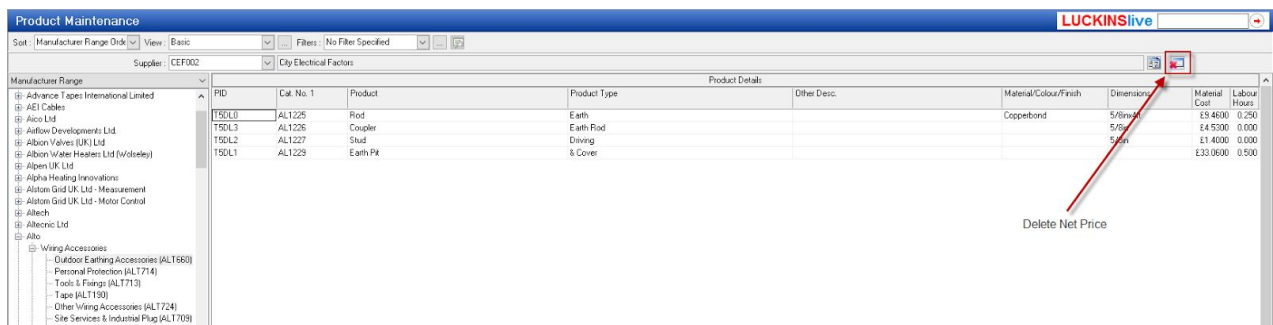 Product Maintenance
LUCKINSlive
Sort : Manufacturer Range Orde View : Basic ... Filters : No Filter Specified ...
Supplier : CEF002 City Electrical Factors
Manufacturer Range
Product Details
PID Cat. No. 1 Product Product Type Other Desc. Material/Colour/Finish Dimensions Material Cost Labour Hours
T5DL0 AL1225 Rod Earth Copperbond 5/8inx4ft £9.4600 0.250
T5DL3 AL1226 Coupler Earth Rod 5/8in £4.5300 0.000
T5DL2 AL1227 Stud Driving 5/8in £1.4000 0.000
T5DL1 AL1229 Earth Pit & Cover £33.0600 0.500
Advance Tapes International Limited
AEI Cables
Aico Ltd
Airflow Developments Ltd.
Albion Valves (UK) Ltd
Albion Water Heaters Ltd (Wolseley)
Alpen UK Ltd
Alpha Heating Innovations
Alstom Grid UK Ltd - Measurement
Alstom Grid UK Ltd - Motor Control
Altech
Altecnic Ltd
Alto
Wiring Accessories
Outdoor Earthing Accessories (ALT660)
Personal Protection (ALT714)
Tools & Fixings (ALT713)
Tape (ALT190)
Other Wiring Accessories (ALT724)
Site Services & Industrial Plug (ALT709)
Delete Net Price